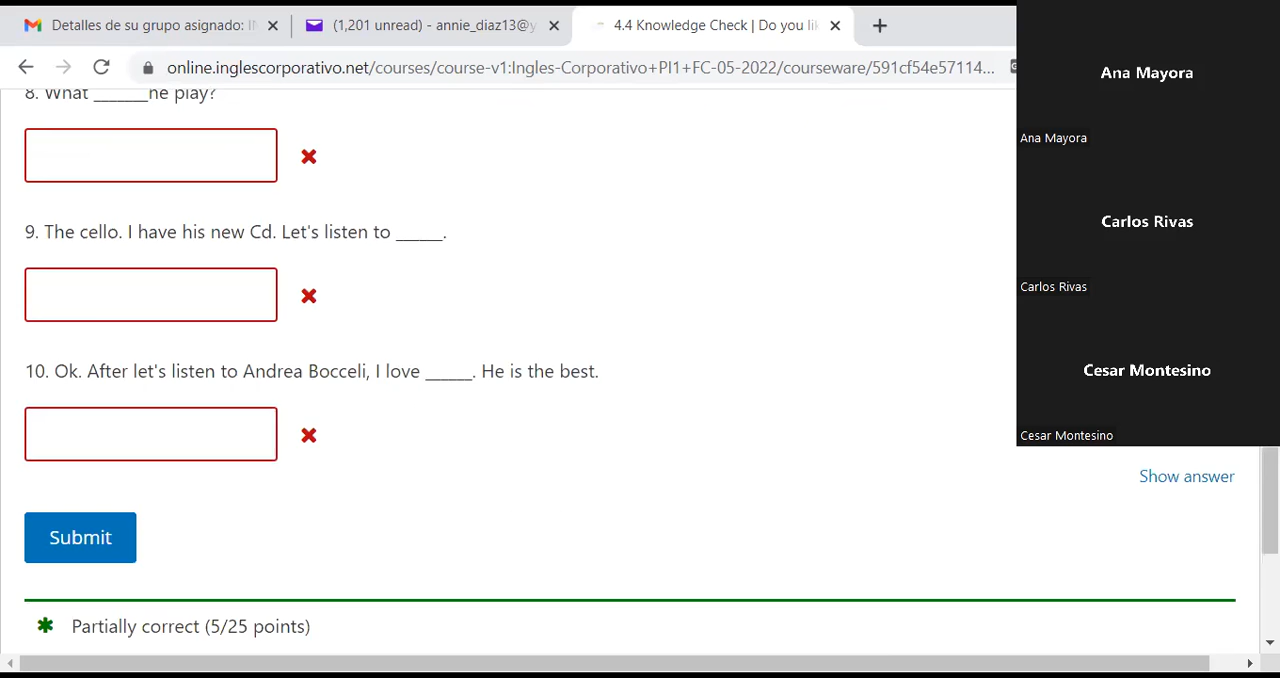 Detalles de su grupo asignado: I
(1,201 unread) - annie_diaz13@y
4.4 Knowledge Check | Do you li
online.inglescorporativo.net/courses/course-v1:Ingles-Corporativo+PI1+FC-05-2022/courseware/591cf54e57114...
8. What ______he play?
9. The cello. I have his new Cd. Let's listen to _____.
10. Ok. After let's listen to Andrea Bocceli, I love _____. He is the best.
Show answer
Submit
Partially correct (5/25 points)
Ana Mayora
Ana Mayora
Carlos Rivas
Carlos Rivas
Cesar Montesino
Cesar Montesino